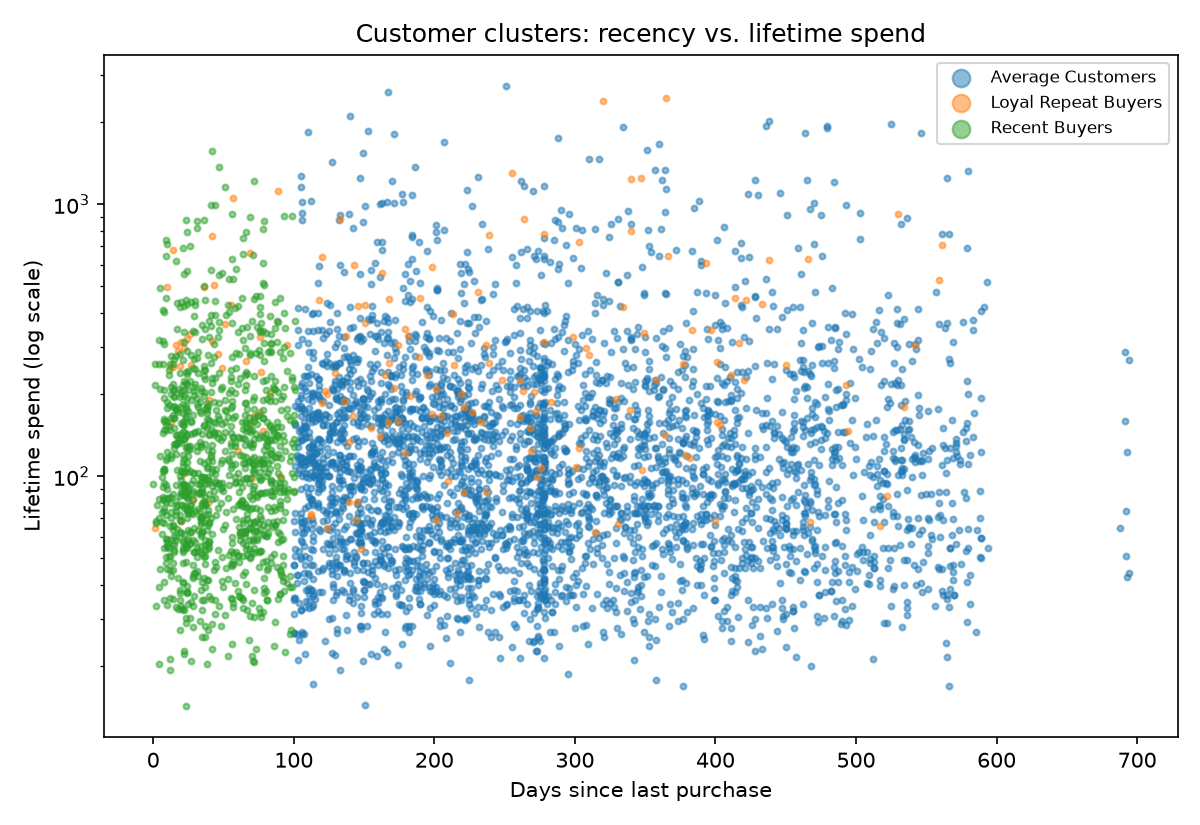 Customer clusters: recency vs. lifetime spend
Average Customers
Loyal Repeat Buyers
Recent Buyers
Lifetime spend (log scale)
10³
10²
0 100 200 300 400 500 600 700
Days since last purchase